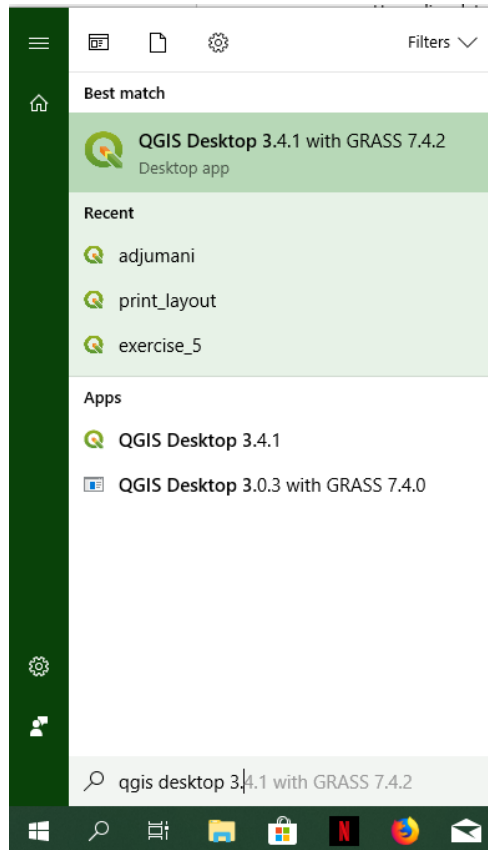 Filters
Best match
QGIS Desktop 3.4.1 with GRASS 7.4.2
Desktop app
Recent
adjumani
print_layout
exercise_5
Apps
QGIS Desktop 3.4.1
QGIS Desktop 3.0.3 with GRASS 7.4.0
qgis desktop 3.4.1 with GRASS 7.4.2
N